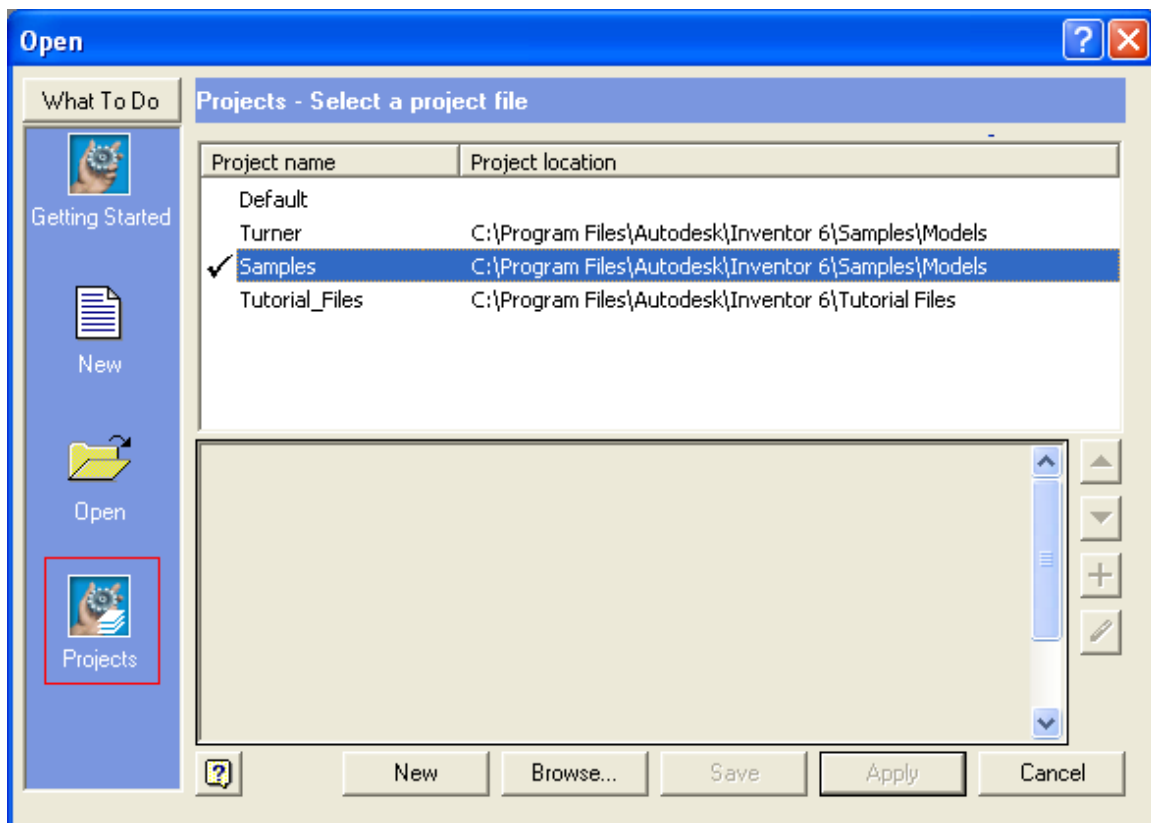 Open
What To Do
Projects - Select a project file
Getting Started
New
Open
Projects
Project name Project location
Default
Turner C:\Program Files\Autodesk\Inventor 6\Samples\Models
Samples C:\Program Files\Autodesk\Inventor 6\Samples\Models
Tutorial_Files C:\Program Files\Autodesk\Inventor 6\Tutorial Files
New Browse... Save Apply Cancel